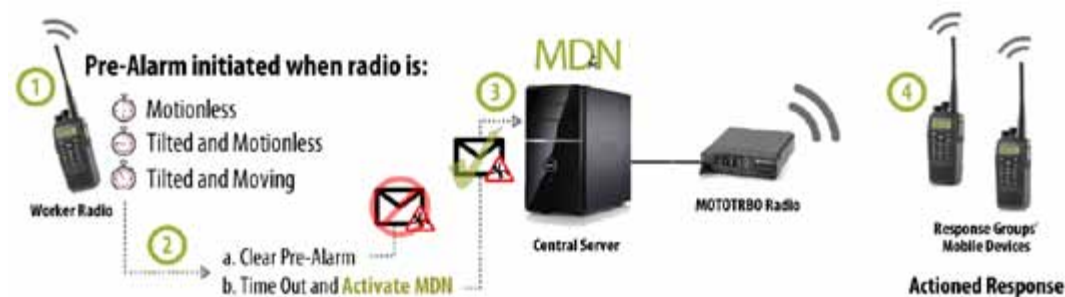 1
Pre-Alarm initiated when radio is:
Motionless
Tilted and Motionless
Tilted and Moving
Worker Radio
2
a. Clear Pre-Alarm
b. Time Out and Activate MDN
3
MDN
Central Server
MOTOTRBO Radio
4
Response Groups'
Mobile Devices
Actioned Response